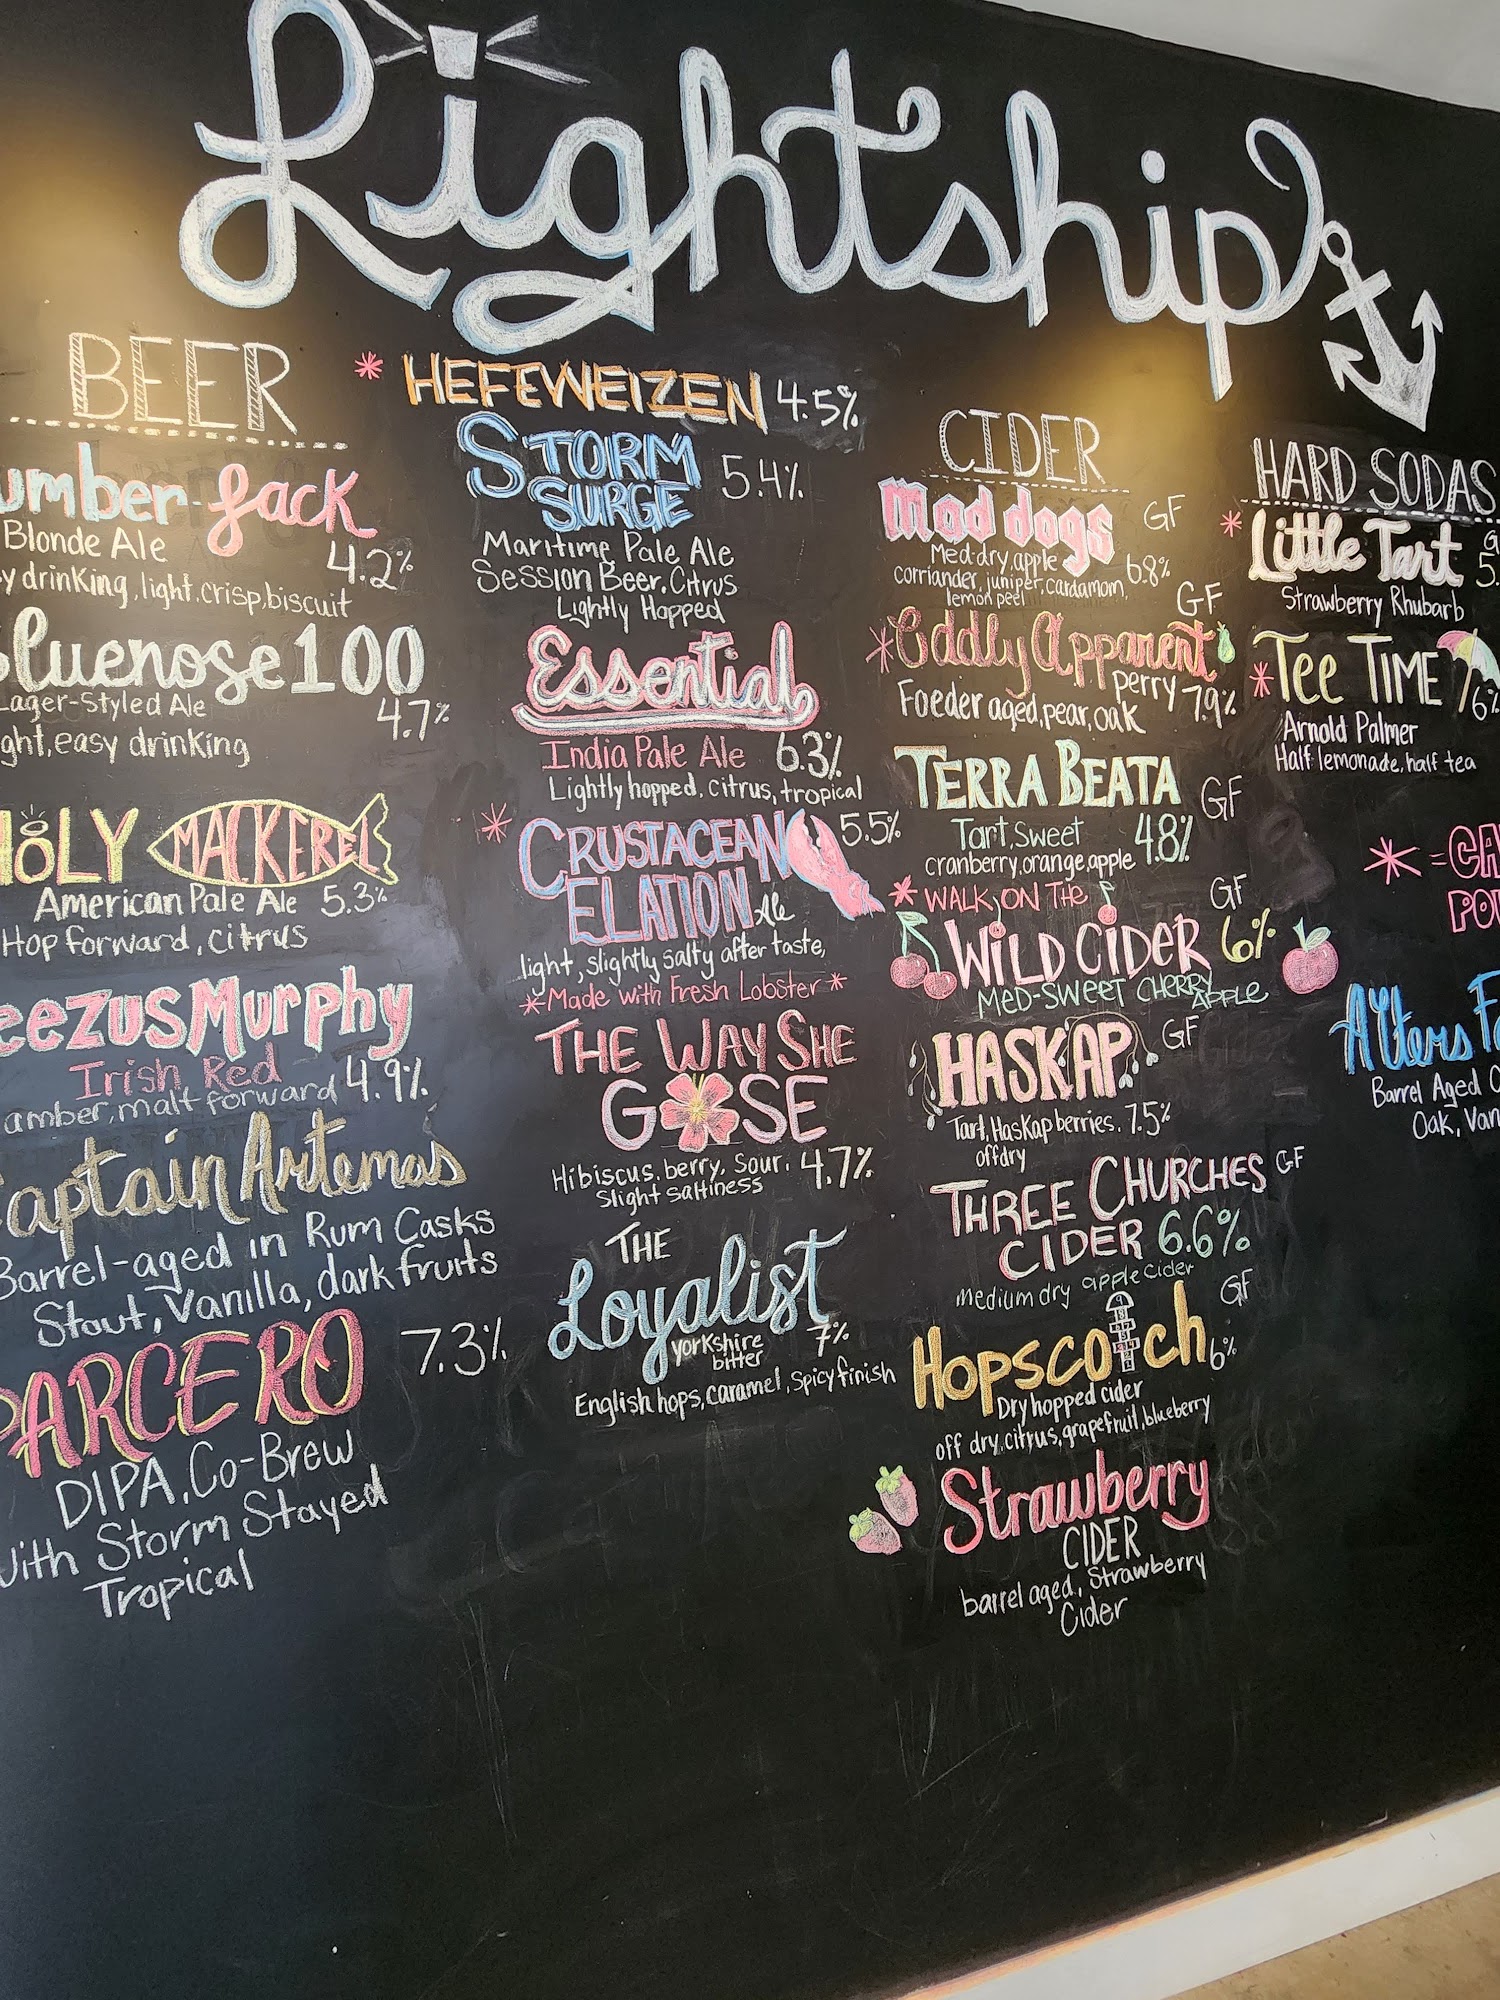 Lightship
BEER
umber-Jack
Blonde Ale
4.2%
y drinking, light, crisp, biscuit
luenose 100
Lager-Styled Ale
4.7%
ght, easy drinking
HOLY MACKEREL
American Pale Ale 5.3%
Hop forward, citrus
eezus Murphy
Irish Red
amber, malt forward 4.9%
Captain Artemas
Barrel-aged in Rum Casks
Stout, Vanilla, dark fruits
PARCERO 7.3%
DIPA, Co-Brew
with Storm Stayed
Tropical
* HEFEWEIZEN 4.5%
STORM
SURGE 5.4%
Maritime Pale Ale
Session Beer, Citrus
Lightly Hopped
Essential
India Pale Ale 6.3%
Lightly hopped, citrus, tropical
* CRUSTACEAN 5.5%
ELATION Ale
light, slightly salty after taste,
*Made with Fresh Lobster*
THE WAY SHE
GOSE
Hibiscus, berry, Sour, 4.7%
Slight saltiness
THE
Loyalist
yorkshire 7%
bitter
English hops, caramel, spicy finish
CIDER
Mad dogs GF
Med-dry, apple 6.8%
corriander, juniper, cardamom,
lemon peel
GF
* Oddly Apparent
perry 7.9%
Foeder aged, pear, oak
TERRA BEATA GF
Tart, Sweet 4.8%
cranberry, orange, apple
* WALK ON THE GF
WILD CIDER 6%
MED-SWEET CHERRY
APPLE
HASKAP GF
Tart, Haskap berries, 7.5%
off dry
THREE CHURCHES GF
CIDER 6.6%
medium dry apple cider
GF
HOPSCOTCH 6%
Dry hopped cider
off dry, citrus, grapefruit, blueberry
Strawberry
CIDER
barrel aged, Strawberry
Cider
HARD SODAS
* Little Tart 5.
Strawberry Rhubarb
* TEE TIME 6%
Arnold Palmer
Half lemonade, half tea
* = CA
POU
Barrel Aged
Oak, Van